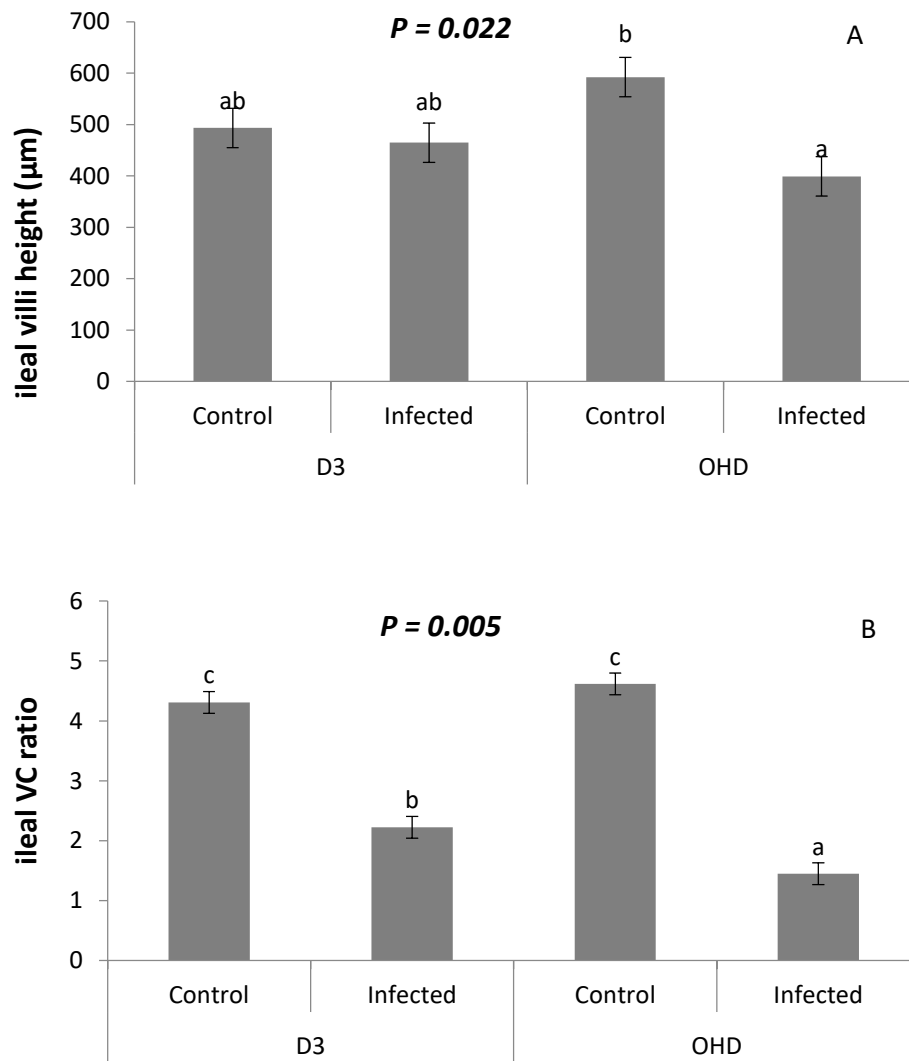 P = 0.022
A
ileal villi height (µm)
700
600
500
400
300
200
100
0
ab
ab
b
a
Control
Infected
Control
Infected
D3
OHD
P = 0.005
B
ileal VC ratio
6
5
4
3
2
1
0
c
b
c
a
Control
Infected
Control
Infected
D3
OHD